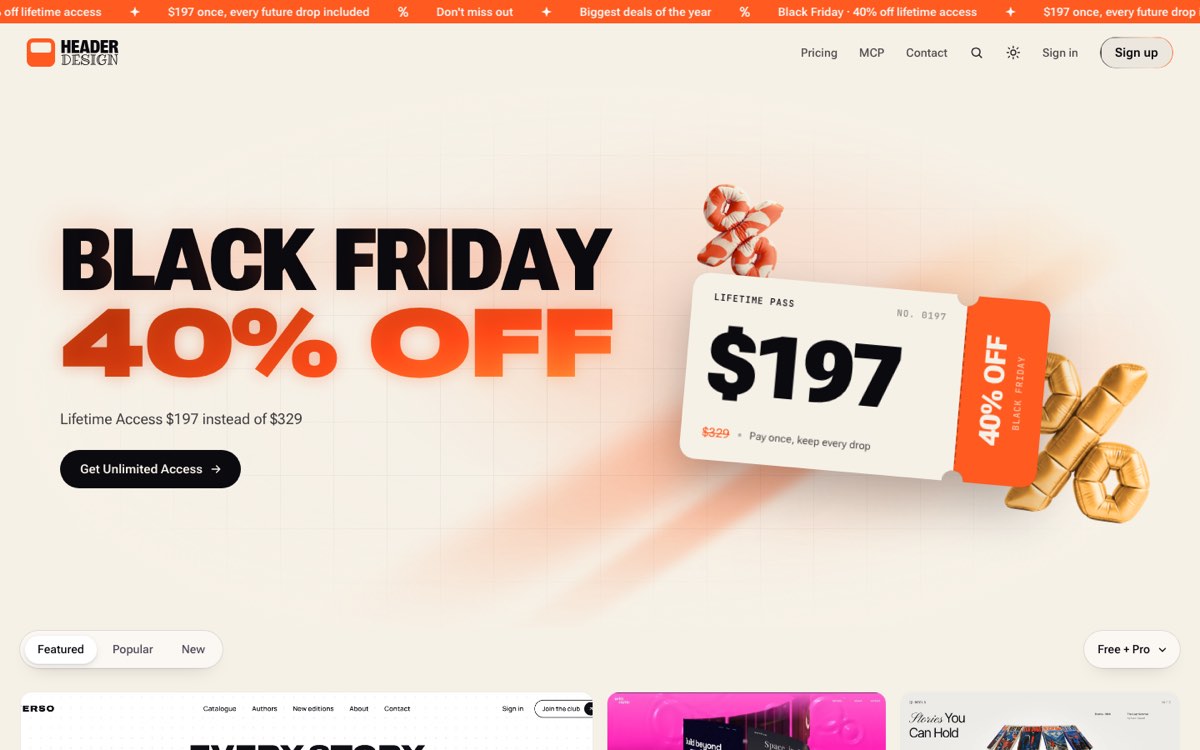 off lifetime access ✦ $197 once, every future drop included % Don't miss out ✦ Biggest deals of the year % Black Friday · 40% off lifetime access ✦ $197 once, every future drop
HEADER
DESIGN
Pricing MCP Contact Sign in Sign up
BLACK FRIDAY
40% OFF
Lifetime Access $197 instead of $329
Get Unlimited Access →
LIFETIME PASS
NO. 0197
$197
$329 • Pay once, keep every drop
40% OFF
BLACK FRIDAY
Featured Popular New
Free + Pro
ERSO Catalogue Authors New editions About Contact Sign in Join the club
EVERY STORY
Stories You
Can Hold